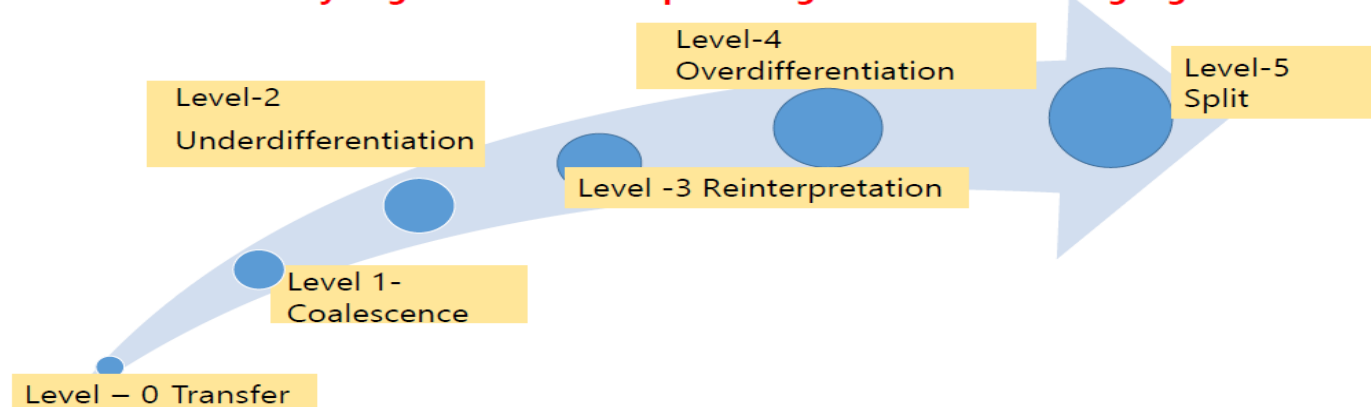 Level-4
Overdifferentiation
Level-5
Split
Level-2
Underdifferentiation
Level -3 Reinterpretation
Level 1-
Coalescence
Level – 0 Transfer